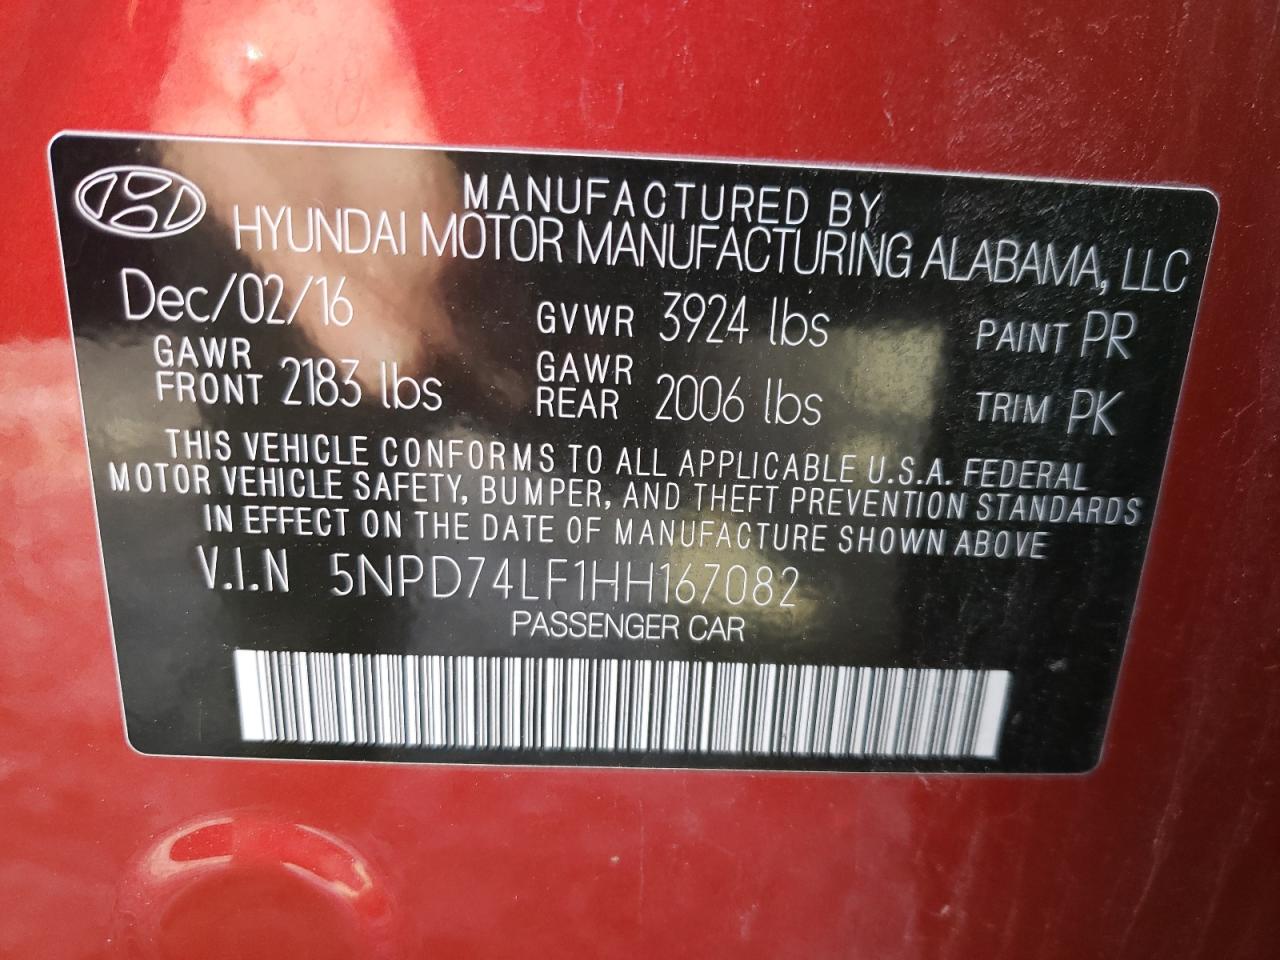 MANUFACTURED BY
HYUNDAI MOTOR MANUFACTURING ALABAMA, LLC
Dec/02/16 GVWR 3924 lbs PAINT PR
GAWR FRONT 2183 lbs GAWR REAR 2006 lbs TRIM PK
THIS VEHICLE CONFORMS TO ALL APPLICABLE U.S.A. FEDERAL
MOTOR VEHICLE SAFETY, BUMPER, AND THEFT PREVENTION STANDARDS
IN EFFECT ON THE DATE OF MANUFACTURE SHOWN ABOVE
V.I.N 5NPD74LF1HH167082
PASSENGER CAR